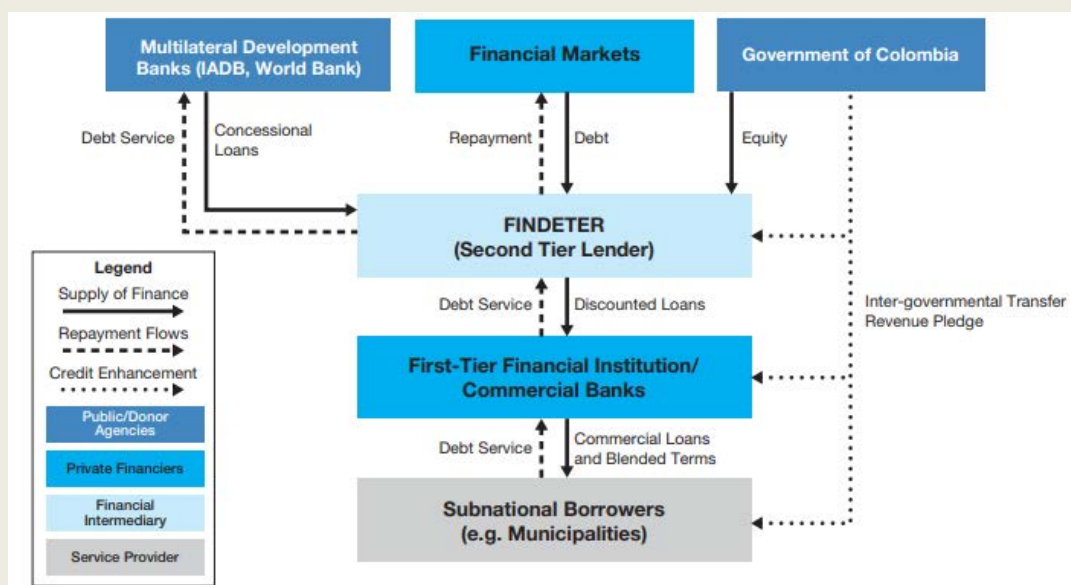 Multilateral Development
Banks (IADB, World Bank)
Financial Markets
Government of Colombia
Debt Service
Concessional
Loans
Repayment
Debt
Equity
FINDETER
(Second Tier Lender)
Legend
Supply of Finance
Repayment Flows
Credit Enhancement
Public/Donor
Agencies
Private Financiers
Financial
Intermediary
Service Provider
Debt Service
Discounted Loans
Inter-governmental Transfer
Revenue Pledge
First-Tier Financial Institution/
Commercial Banks
Debt Service
Commercial Loans
and Blended Terms
Subnational Borrowers
(e.g. Municipalities)